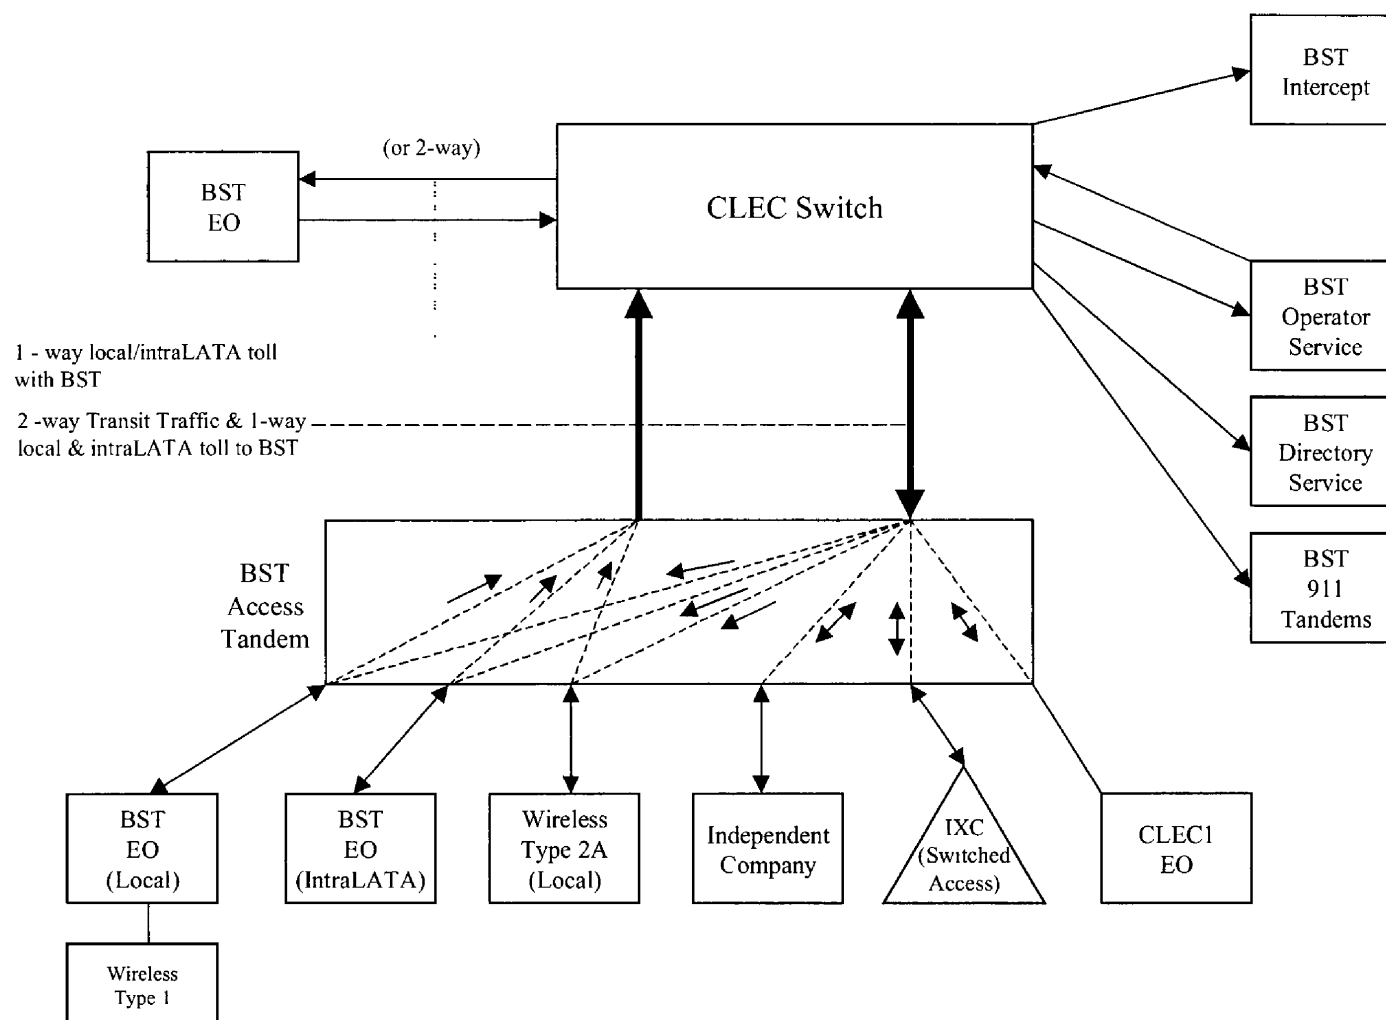 BST
Intercept
(or 2-way)
BST
EO
CLEC Switch
BST
Operator
Service
1 - way local/intraLATA toll
with BST
2 -way Transit Traffic & 1-way
local & intraLATA toll to BST
BST
Directory
Service
BST
Access
Tandem
BST
911
Tandems
BST
EO
(Local)
BST
EO
(IntraLATA)
Wireless
Type 2A
(Local)
Independent
Company
IXC
(Switched
Access)
CLEC1
EO
Wireless
Type 1